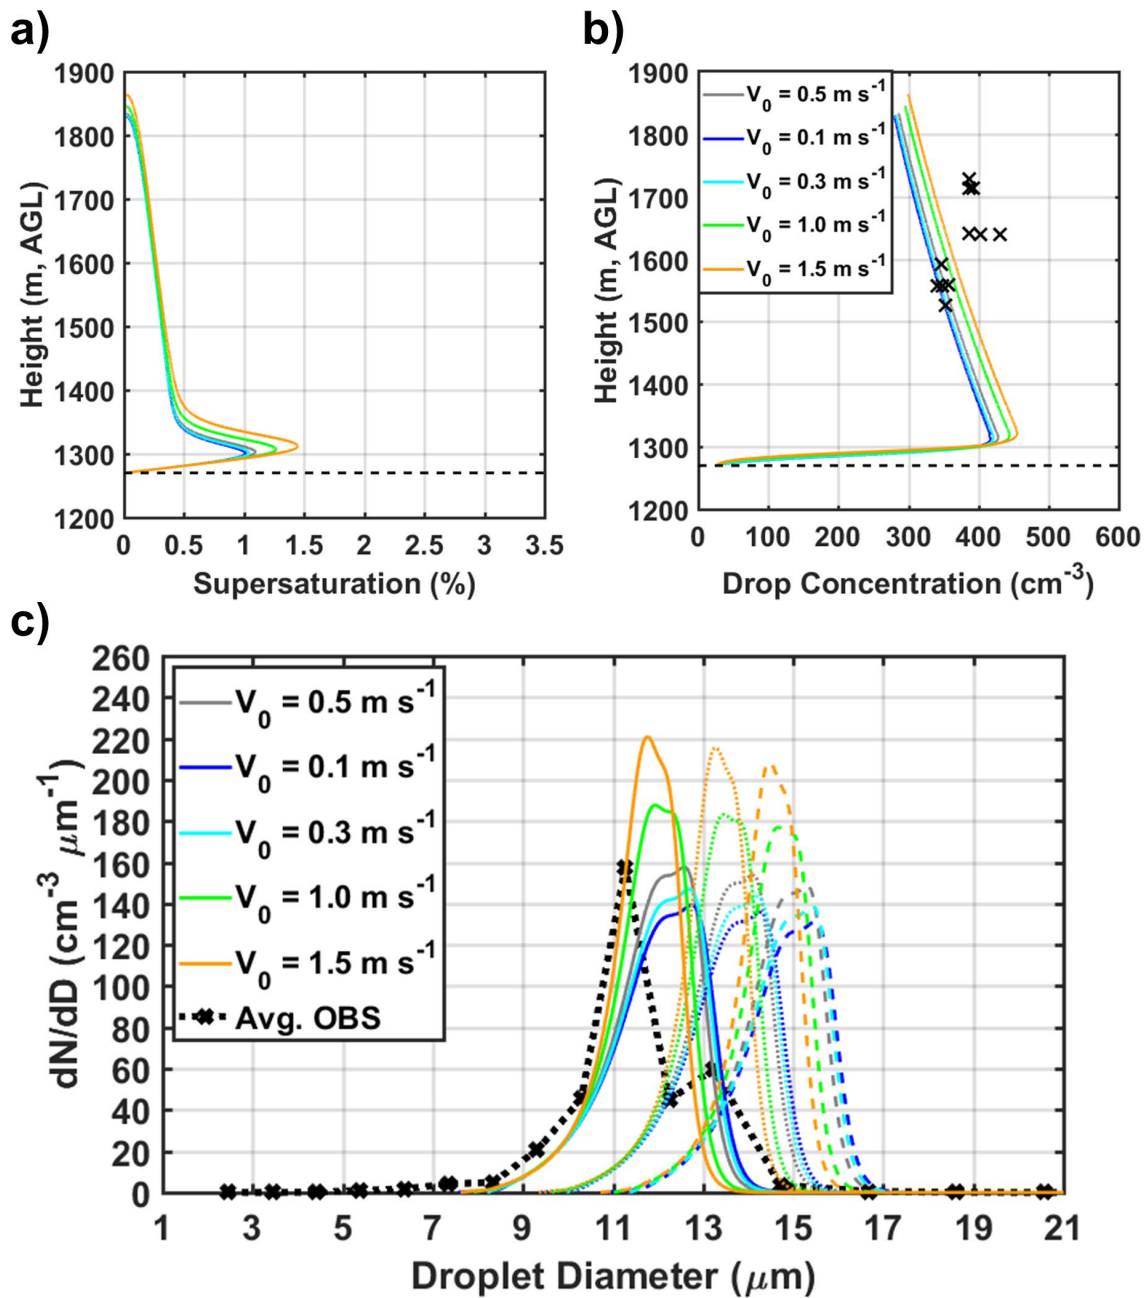 a)
1900
1800
1700
1600
1500
1400
1300
1200
Height (m, AGL)
0 0.5 1 1.5 2 2.5 3 3.5
Supersaturation (%)
b)
1900
1800
1700
1600
1500
1400
1300
1200
Height (m, AGL)
V0 = 0.5 m s-1
V0 = 0.1 m s-1
V0 = 0.3 m s-1
V0 = 1.0 m s-1
V0 = 1.5 m s-1
0 100 200 300 400 500 600
Drop Concentration (cm-3)
c)
260
240
220
200
180
160
140
120
100
80
60
40
20
0
dN/dD (cm-3 μm-1)
V0 = 0.5 m s-1
V0 = 0.1 m s-1
V0 = 0.3 m s-1
V0 = 1.0 m s-1
V0 = 1.5 m s-1
Avg. OBS
1 3 5 7 9 11 13 15 17 19 21
Droplet Diameter (μm)